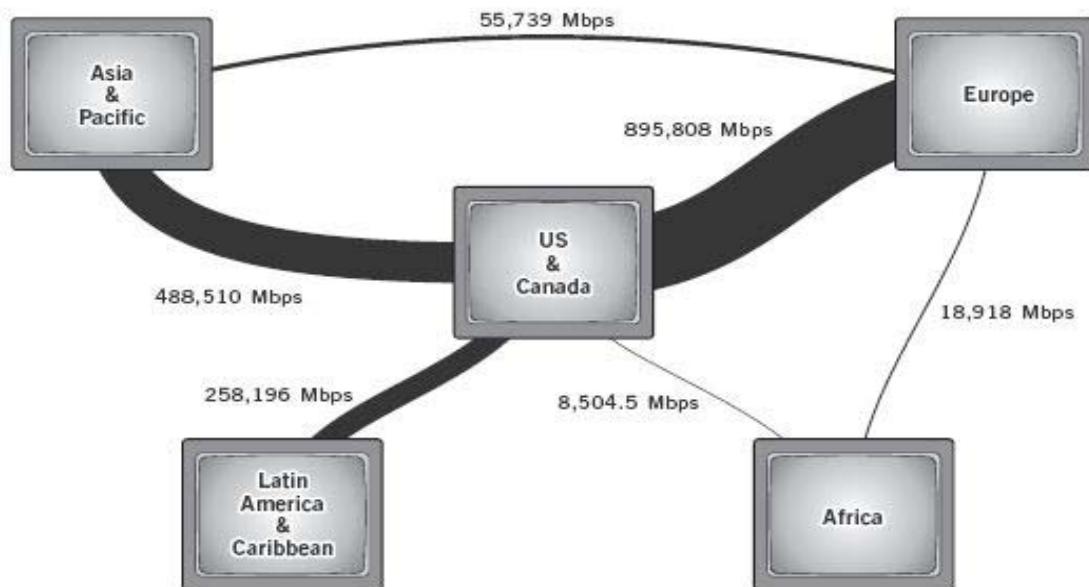 55,739 Mbps
Asia
&
Pacific
Europe
895,808 Mbps
US
&
Canada
488,510 Mbps
18,918 Mbps
258,196 Mbps
8,504.5 Mbps
Latin
America
&
Caribbean
Africa